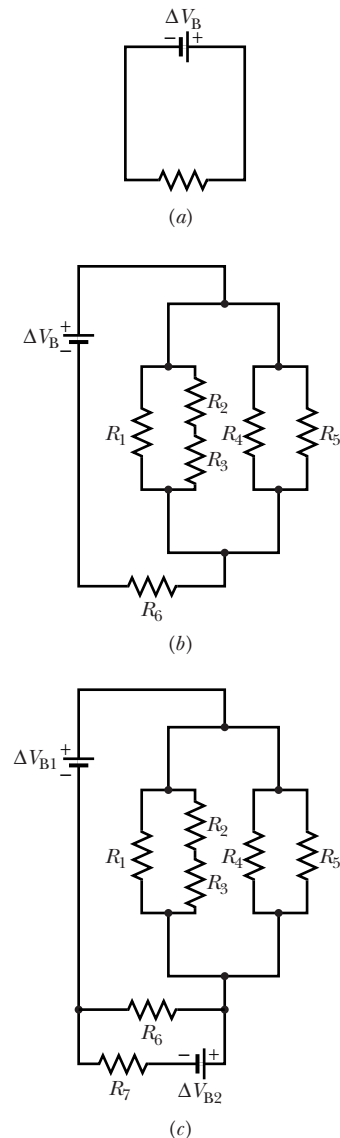 ΔV_B
− +
(a)
+
ΔV_B
−
R_2
R_1 R_4 R_5
R_3
R_6
(b)
+
ΔV_B1
−
R_2
R_1 R_4 R_5
R_3
R_6
− +
R_7 ΔV_B2
(c)